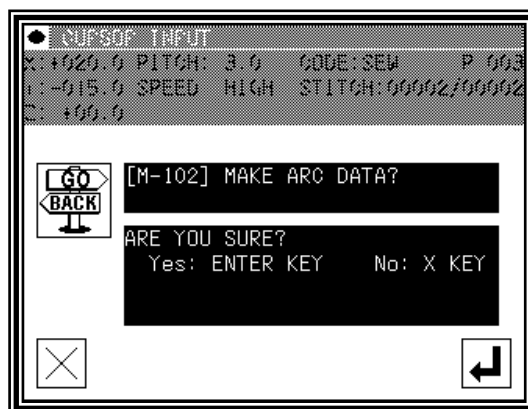 CURSOR INPUT
X:+020.0 PITCH: 3.0 CODE:SEW P 003
Y:-015.0 SPEED HIGH STITCH:00002/00002
C: +00.0
GO
BACK
[M-102] MAKE ARC DATA?
ARE YOU SURE?
Yes: ENTER KEY No: X KEY